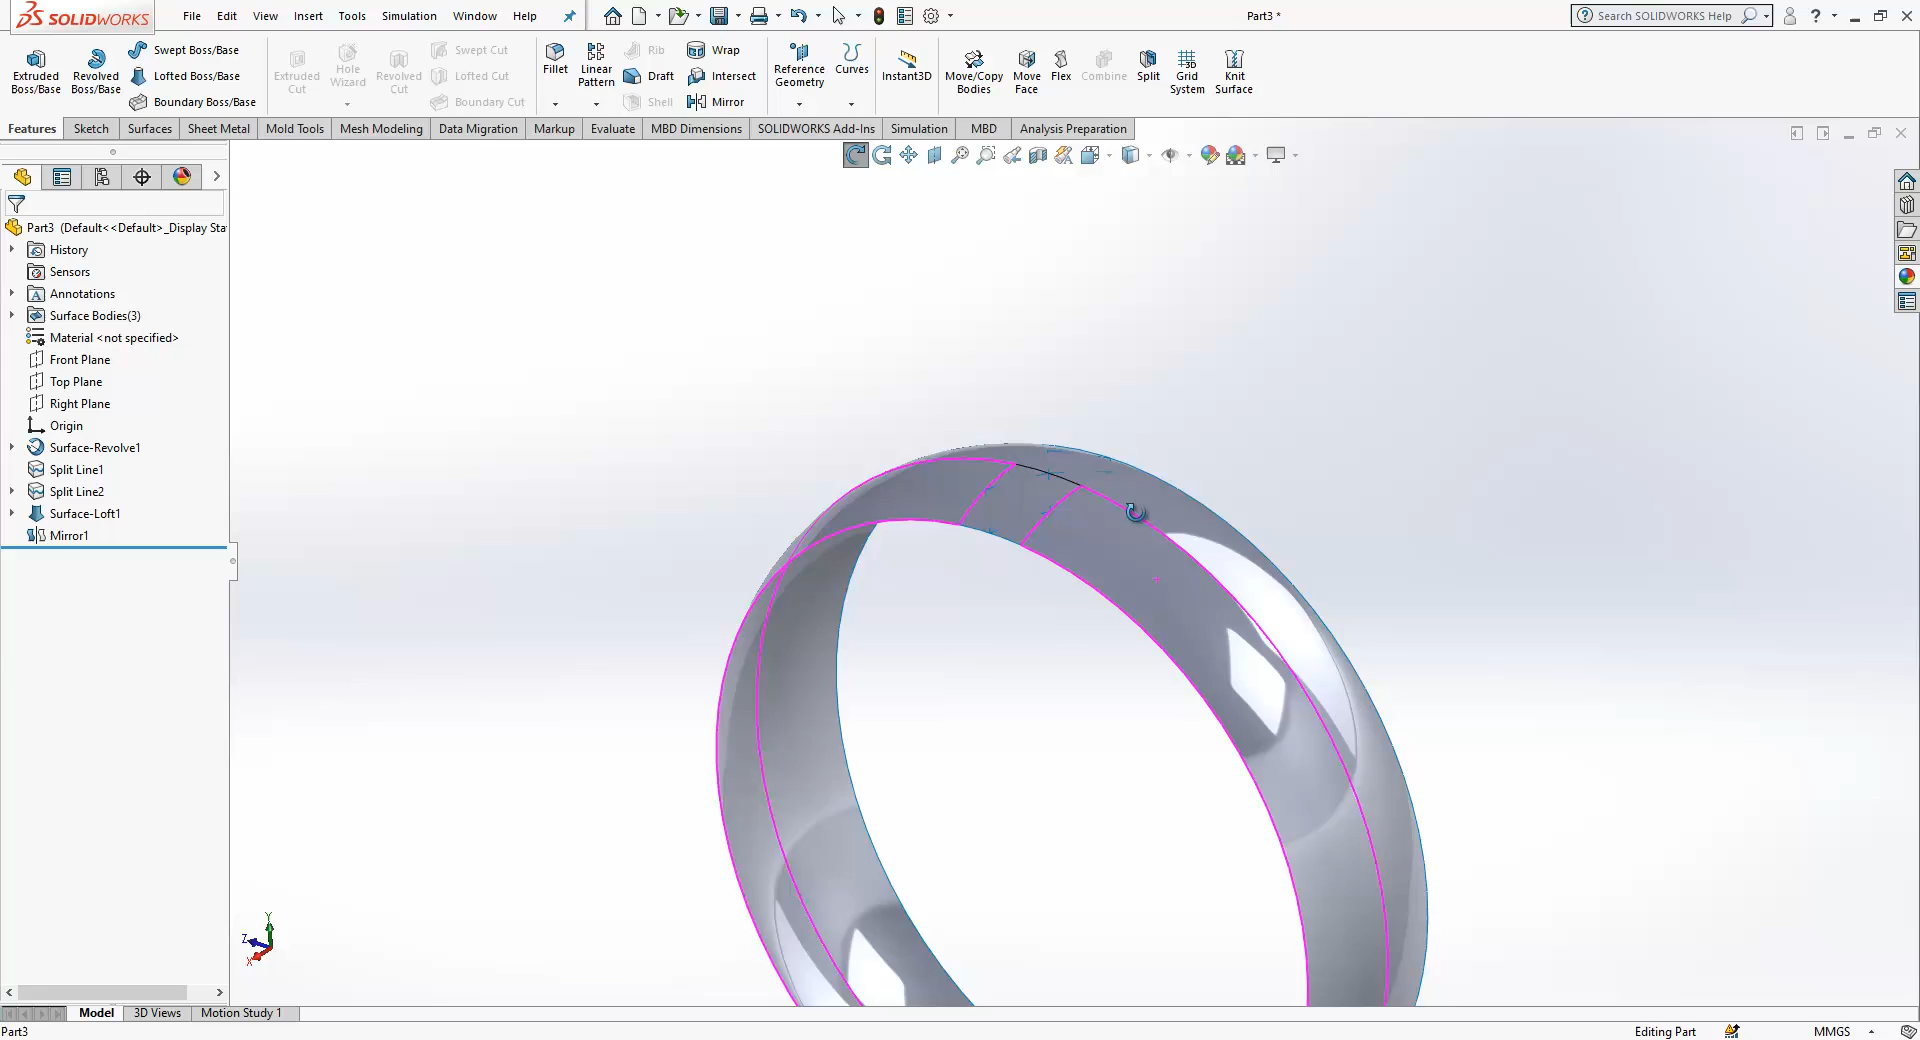 SOLIDWORKS
File Edit View Insert Tools Simulation Window Help
Part3 *
Search SOLIDWORKS Help
Extruded Boss/Base
Revolved Boss/Base
Swept Boss/Base
Lofted Boss/Base
Boundary Boss/Base
Extruded Cut
Hole Wizard
Revolved Cut
Swept Cut
Lofted Cut
Boundary Cut
Fillet
Linear Pattern
Rib
Draft
Shell
Wrap
Intersect
Mirror
Reference Geometry
Curves
Instant3D
Move/Copy Bodies
Move Face
Flex
Combine
Split
3D
Grid System
Knit Surface
Features Sketch Surfaces Sheet Metal Mold Tools Mesh Modeling Data Migration Markup Evaluate MBD Dimensions SOLIDWORKS Add-Ins Simulation MBD Analysis Preparation
Part3 (Default<<Default>_Display Sta
History
Sensors
Annotations
Surface Bodies(3)
Material <not specified>
Front Plane
Top Plane
Right Plane
Origin
Surface-Revolve1
Split Line1
Split Line2
Surface-Loft1
Mirror1
Y
Z
X
Model 3D Views Motion Study 1
Part3
Editing Part
MMGS